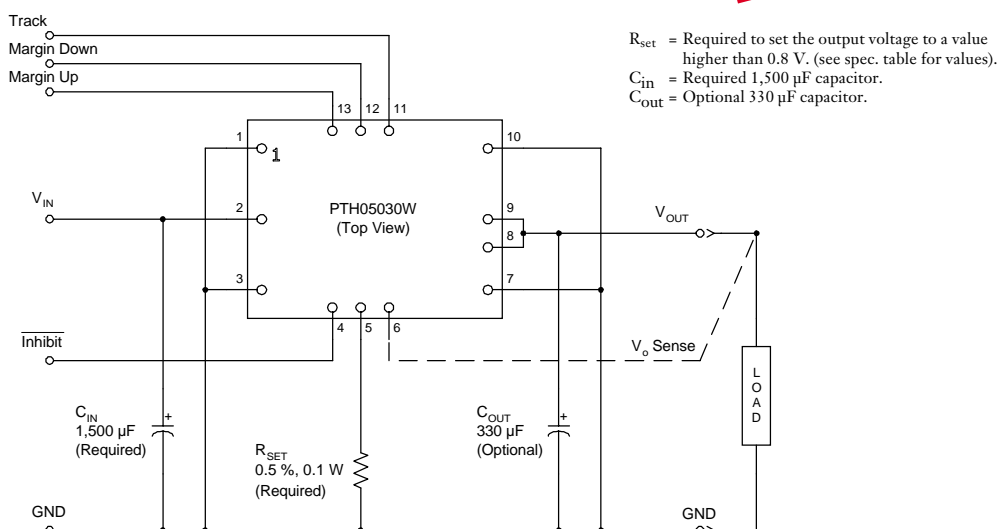 Track
Margin Down
Margin Up
R_set = Required to set the output voltage to a value
higher than 0.8 V. (see spec. table for values).
C_in = Required 1,500 µF capacitor.
C_out = Optional 330 µF capacitor.
13 12 11
1
1
10
V_IN
2
PTH05030W
(Top View)
9
8
V_OUT
3
7
4 5 6
Inhibit
V_o Sense
LOAD
C_IN
1,500 µF
(Required)
+
R_SET
0.5 %, 0.1 W
(Required)
C_OUT
330 µF
(Optional)
+
GND
GND